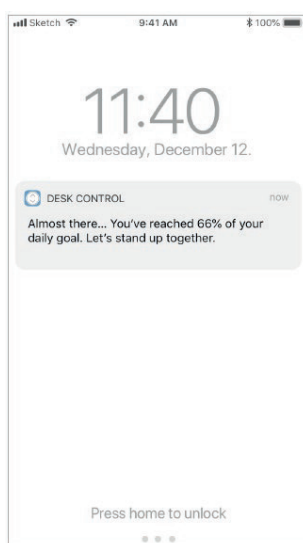 Sketch 9:41 AM 100%
11:40
Wednesday, December 12.
DESK CONTROL now
Almost there... You've reached 66% of your
daily goal. Let's stand up together.
Press home to unlock